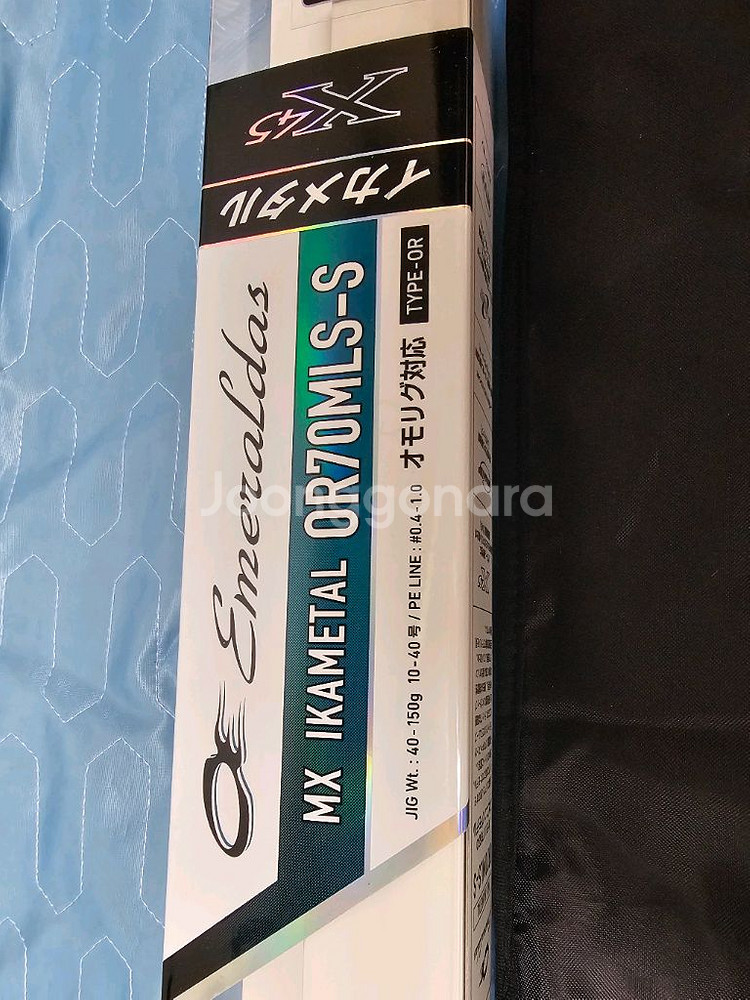 X45
イカメタル
Emeraldas
MX IKAMETAL OR70MLS-S
JIG Wt. : 40-150g 10-40号 / PE LINE : #0.4-1.0 オモリグ対応 TYPE-OR
Joonggonara